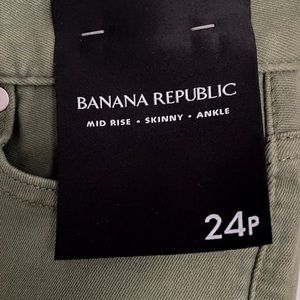 BANANA REPUBLIC
MID RISE • SKINNY • ANKLE
24P